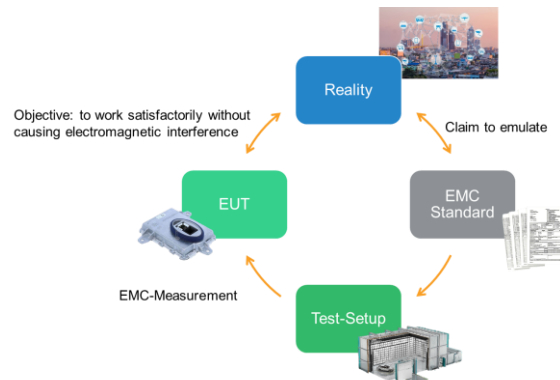 Reality
Objective: to work satisfactorily without
causing electromagnetic interference
Claim to emulate
EUT
EMC
Standard
EMC-Measurement
Test-Setup